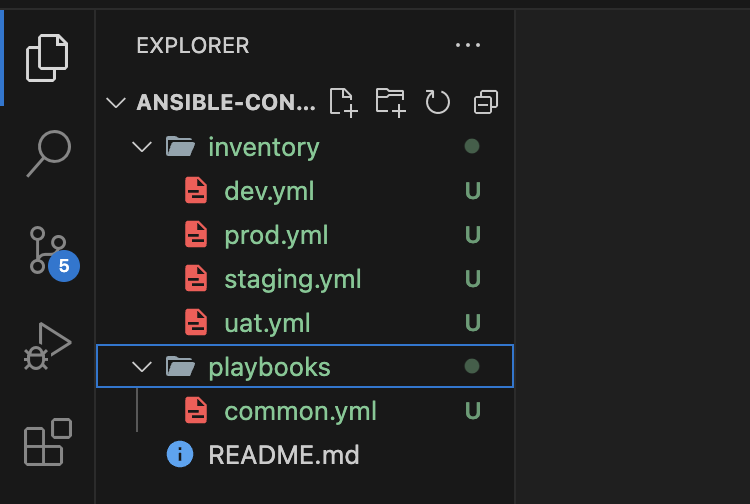 EXPLORER ...
ANSIBLE-CON...
inventory
dev.yml U
prod.yml U
staging.yml U
5
uat.yml U
playbooks
common.yml U
README.md